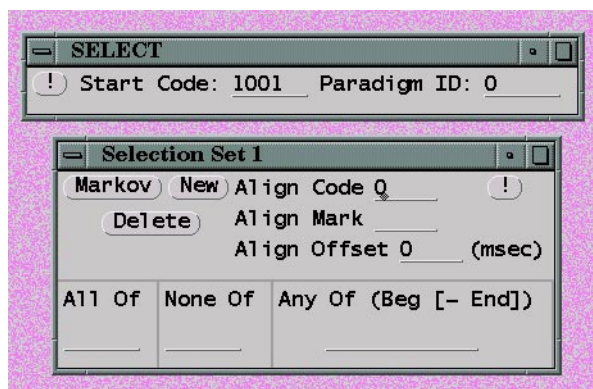 SELECT
! Start Code: 1001 Paradigm ID: 0
Selection Set 1
Markov New Align Code 0 !
Delete Align Mark
Align Offset 0 (msec)
All Of None Of Any Of (Beg [- End])